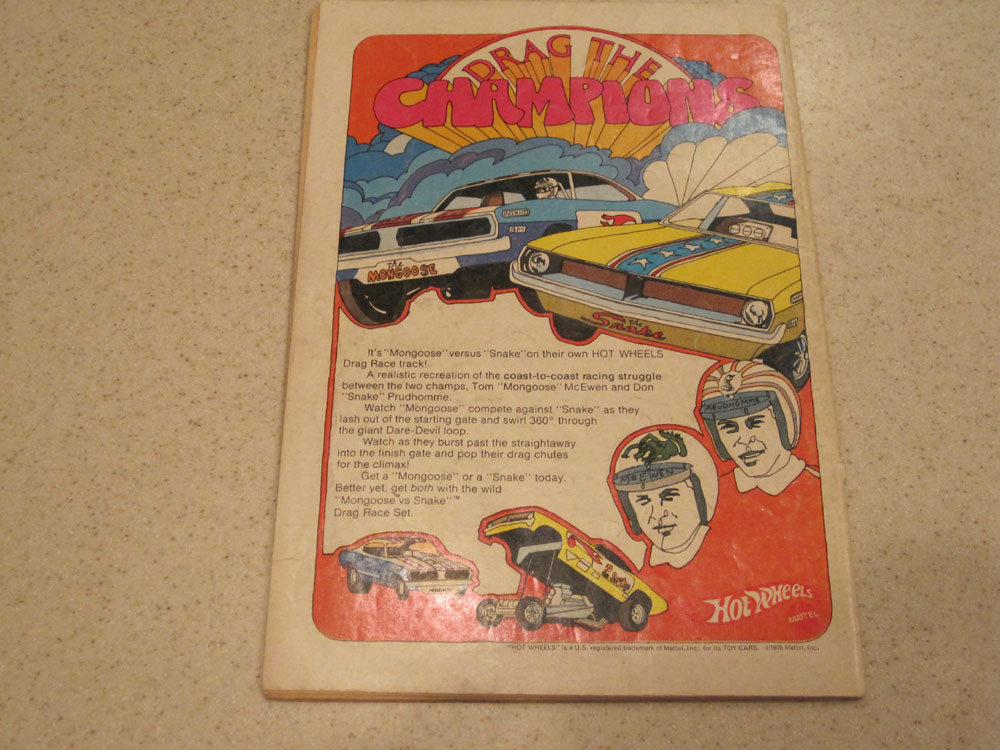 DRAG THE
CHAMPIONS
the
MONGOOSE
the
Snake
It's "Mongoose" versus "Snake" on their own HOT WHEELS
Drag Race track!
A realistic recreation of the coast-to-coast racing struggle
between the two champs, Tom "Mongoose" McEwen and Don
"Snake" Prudhomme.
Watch "Mongoose" compete against "Snake" as they
lash out of the starting gate and swirl 360° through
the giant Dare-Devil loop.
Watch as they burst past the straightaway
into the finish gate and pop their drag chutes
for the climax!
Get a "Mongoose" or a "Snake" today.
Better yet, get both with the wild
"Mongoose™ vs Snake"™
Drag Race Set.
PRUDHOMME
McEWEN
HOT WHEELS
MATTEL
"HOT WHEELS" is a U.S. registered trademark of Mattel, Inc., for its TOY CARS. ©1970 Mattel, Inc.